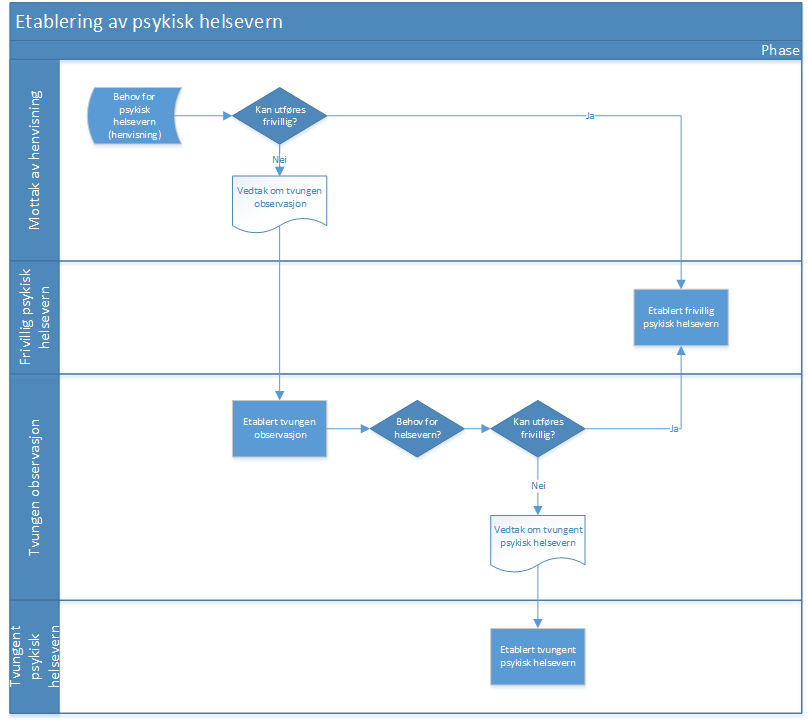 Etablering av psykisk helsevern
Phase
Mottak av henvisning
Behov for
psykisk
helsevern
(henvisning)
Kan utføres
frivillig?
Ja
Nei
Vedtak om tvungen
observasjon
Frivillig psykisk
helsevern
Etablert frivillig
psykisk helsevern
Tvungen observasjon
Etablert tvungen
observasjon
Behov for
helsevern?
Kan utføres
frivillig?
Ja
Nei
Vedtak om tvungent
psykisk helsevern
Tvungent
psykisk
helsevern
Etablert tvungent
psykisk helsevern